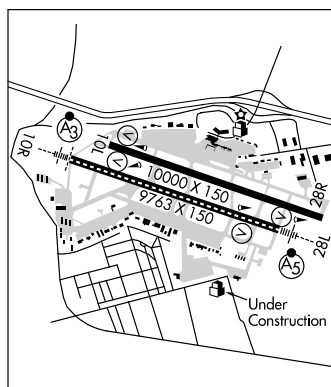 A3
10R
10L
V
V
10000 X 150
9763 X 150
V
V
28R
28L
A5
Under
Construction